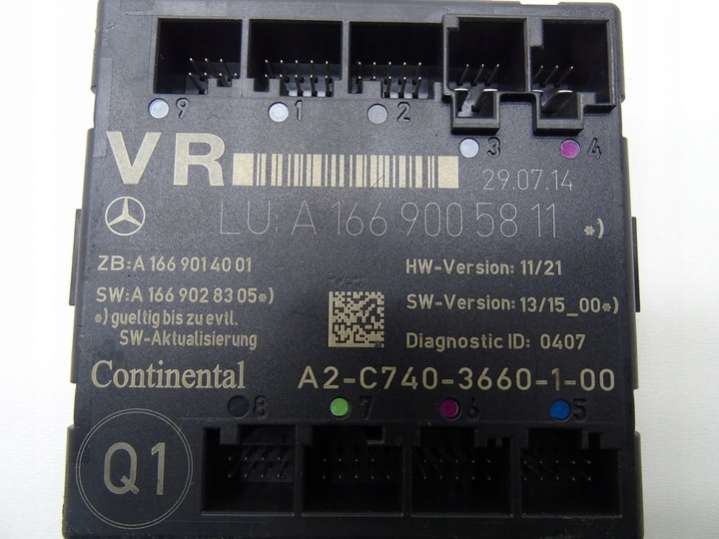 9 1 2 3 4
VR
29.07.14
LU: A 166 900 58 11 *)
ZB: A 166 901 40 01
HW-Version: 11/21
SW: A 166 902 83 05*)
SW-Version: 13/15_00*)
*) gueltig bis zu evtl.
SW-Aktualisierung
Diagnostic ID: 0407
Continental
A2-C740-3660-1-00
8 7 6 5
Q1